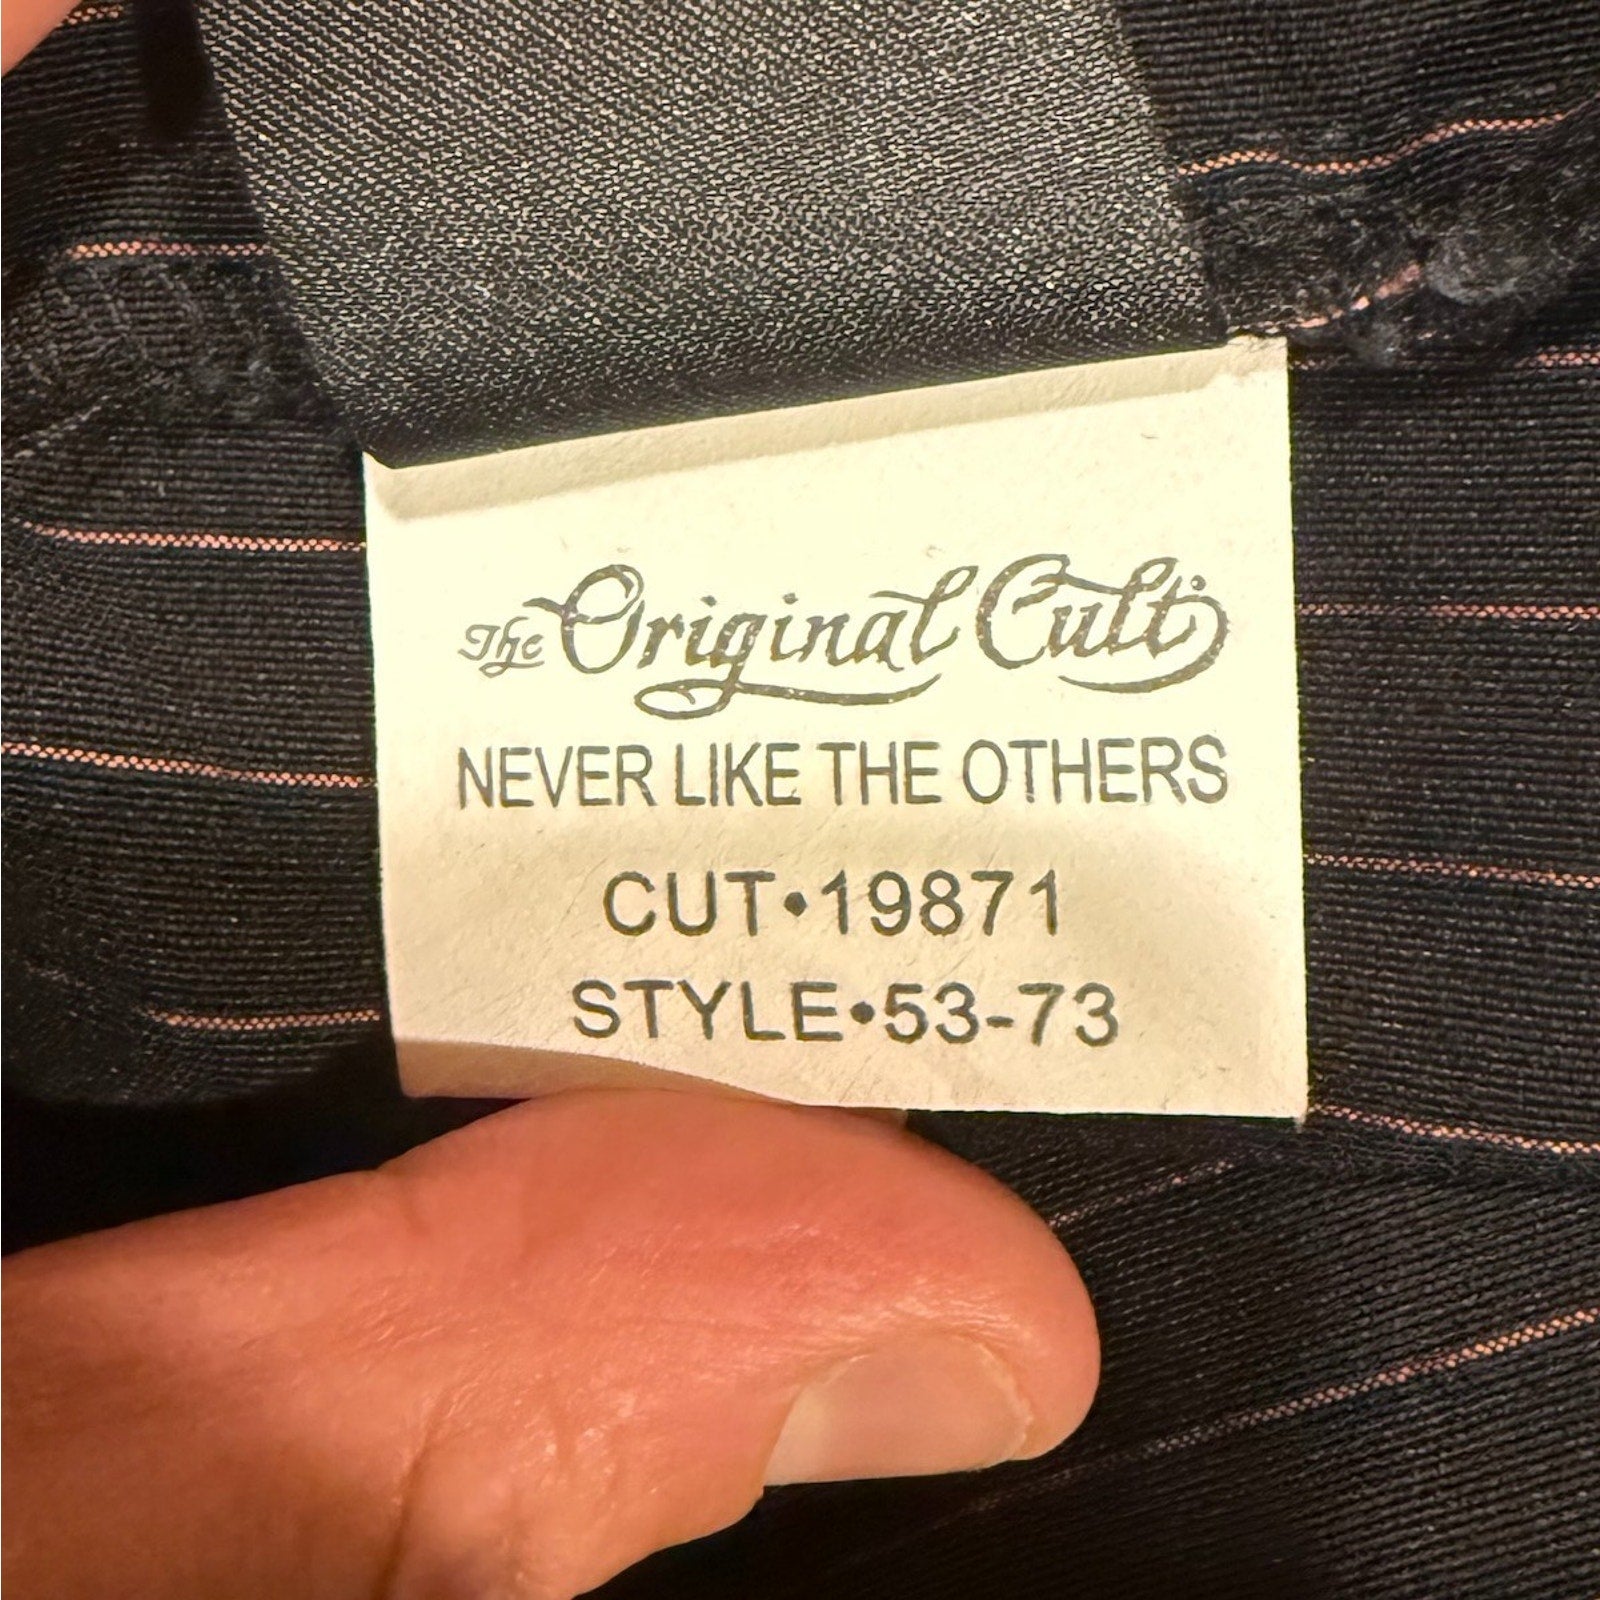 The Original Cult
NEVER LIKE THE OTHERS
CUT•19871
STYLE•53-73